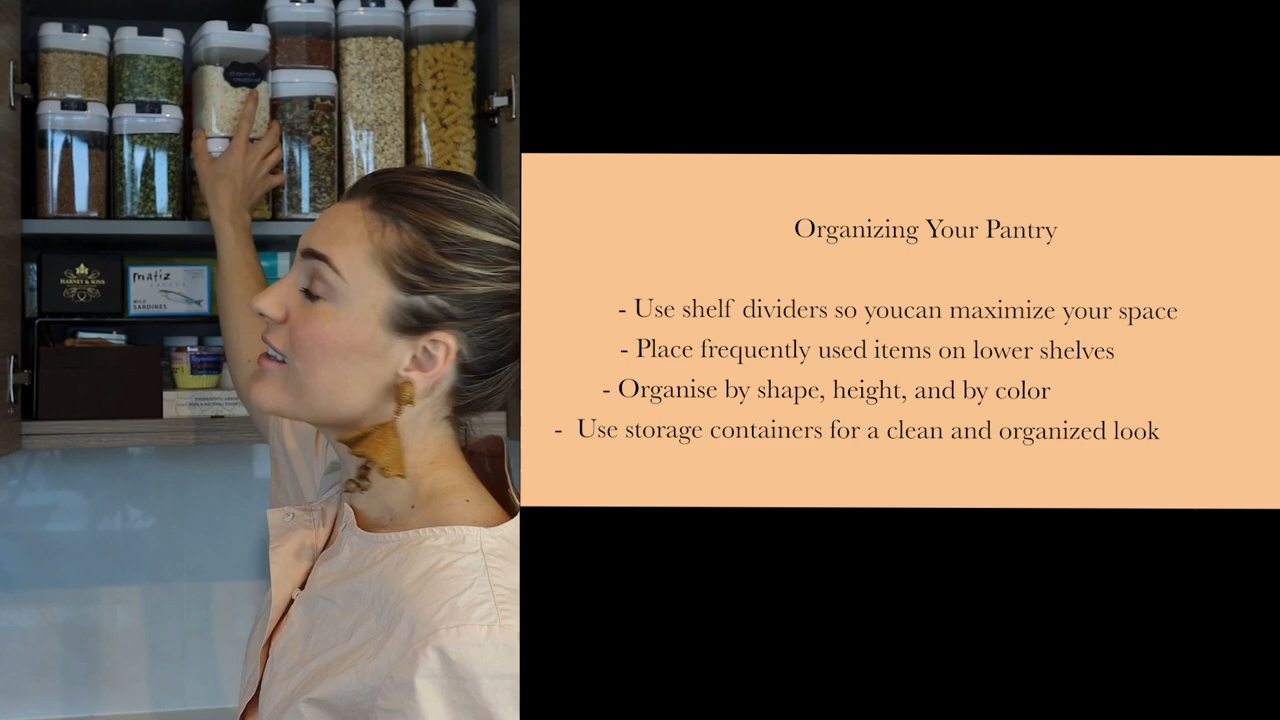 HARNEY & SONS
matiz
WILD
SARDINES
Organizing Your Pantry
- Use shelf dividers so youcan maximize your space
- Place frequently used items on lower shelves
- Organise by shape, height, and by color
- Use storage containers for a clean and organized look